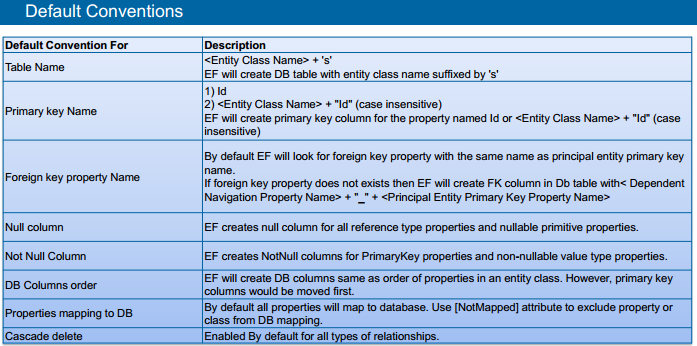 Default Conventions
Default Convention For
Description
Table Name
<Entity Class Name> + 's'
EF will create DB table with entity class name suffixed by 's'
Primary key Name
1) Id
2) <Entity Class Name> + "Id" (case insensitive)
EF will create primary key column for the property named Id or <Entity Class Name> + "Id" (case
insensitive)
Foreign key property Name
By default EF will look for foreign key property with the same name as principal entity primary key
name.
If foreign key property does not exists then EF will create FK column in Db table with< Dependent
Navigation Property Name> + "_" + <Principal Entity Primary Key Property Name>
Null column
EF creates null column for all reference type properties and nullable primitive properties.
Not Null Column
EF creates NotNull columns for PrimaryKey properties and non-nullable value type properties.
DB Columns order
EF will create DB columns same as order of properties in an entity class. However, primary key
columns would be moved first.
Properties mapping to DB
By default all properties will map to database. Use [NotMapped] attribute to exclude property or
class from DB mapping.
Cascade delete
Enabled By default for all types of relationships.